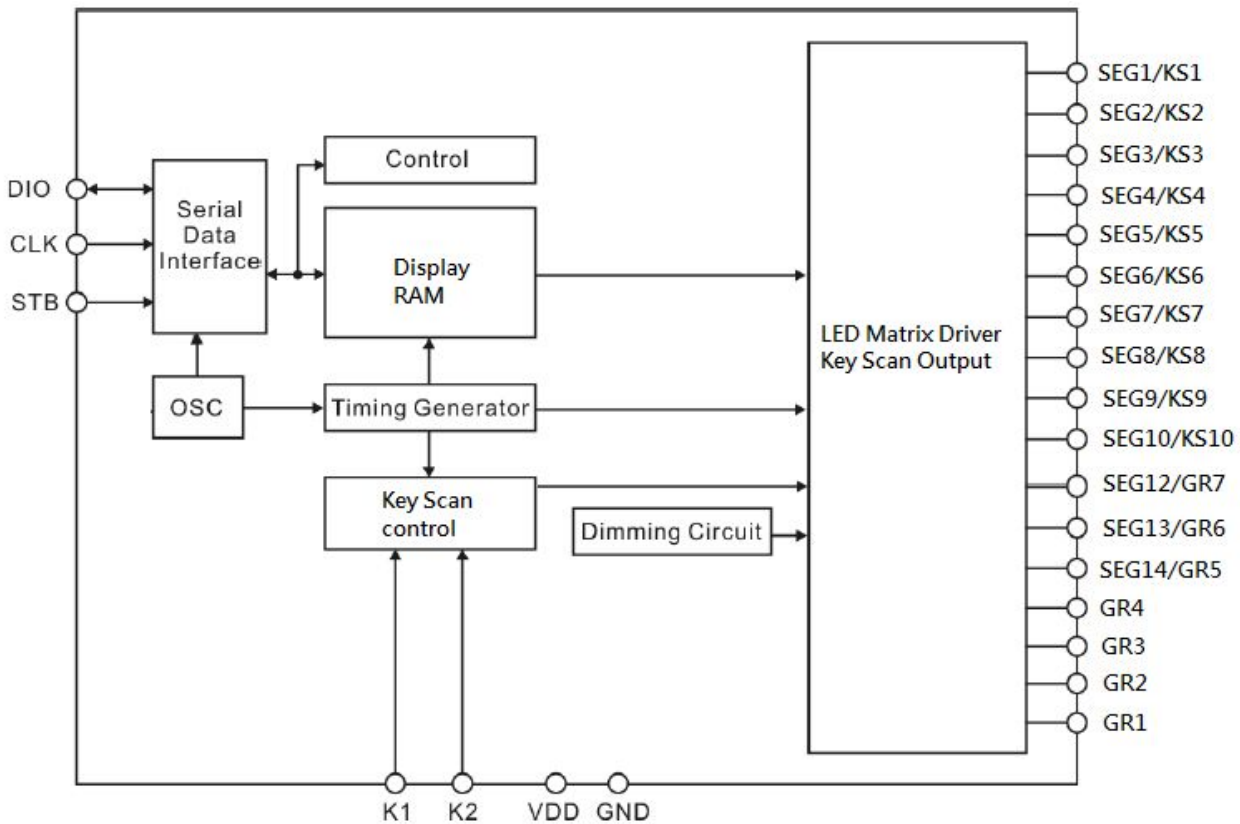 DIO
CLK
STB
Serial
Data
Interface
OSC
Control
Display
RAM
Timing Generator
Key Scan
control
Dimming Circuit
LED Matrix Driver
Key Scan Output
SEG1/KS1
SEG2/KS2
SEG3/KS3
SEG4/KS4
SEG5/KS5
SEG6/KS6
SEG7/KS7
SEG8/KS8
SEG9/KS9
SEG10/KS10
SEG12/GR7
SEG13/GR6
SEG14/GR5
GR4
GR3
GR2
GR1
K1
K2
VDD
GND